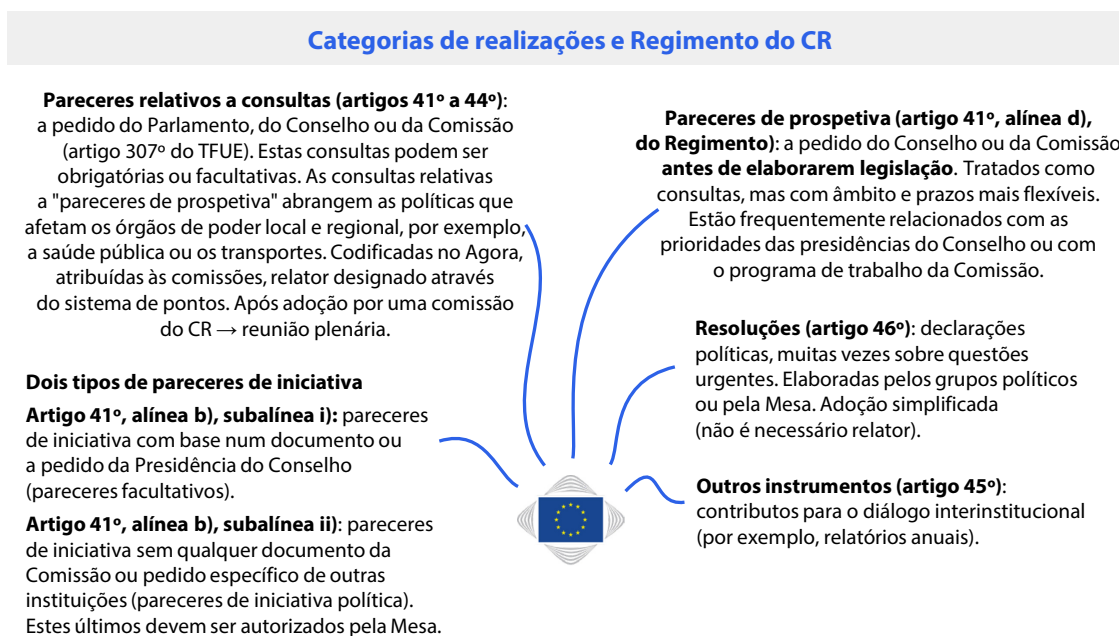 Categorias de realizações e Regimento do CR
Pareceres relativos a consultas (artigos 41º a 44º):
a pedido do Parlamento, do Conselho ou da Comissão
(artigo 307º do TFUE). Estas consultas podem ser
obrigatórias ou facultativas. As consultas relativas
a "pareceres de prospetiva" abrangem as políticas que
afetam os órgãos de poder local e regional, por exemplo,
a saúde pública ou os transportes. Codificadas no Agora,
atribuídas às comissões, relator designado através
do sistema de pontos. Após adoção por uma comissão
do CR → reunião plenária.
Dois tipos de pareceres de iniciativa
Artigo 41º, alínea b), subalínea i): pareceres
de iniciativa com base num documento ou
a pedido da Presidência do Conselho
(pareceres facultativos).
Artigo 41º, alínea b), subalínea ii): pareceres
de iniciativa sem qualquer documento da
Comissão ou pedido específico de outras
instituições (pareceres de iniciativa política).
Estes últimos devem ser autorizados pela Mesa.
Pareceres de prospetiva (artigo 41º, alínea d),
do Regimento): a pedido do Conselho ou da Comissão
antes de elaborarem legislação. Tratados como
consultas, mas com âmbito e prazos mais flexíveis.
Estão frequentemente relacionados com as
prioridades das presidências do Conselho ou com
o programa de trabalho da Comissão.
Resoluções (artigo 46º): declarações
políticas, muitas vezes sobre questões
urgentes. Elaboradas pelos grupos políticos
ou pela Mesa. Adoção simplificada
(não é necessário relator).
Outros instrumentos (artigo 45º):
contributos para o diálogo interinstitucional
(por exemplo, relatórios anuais).